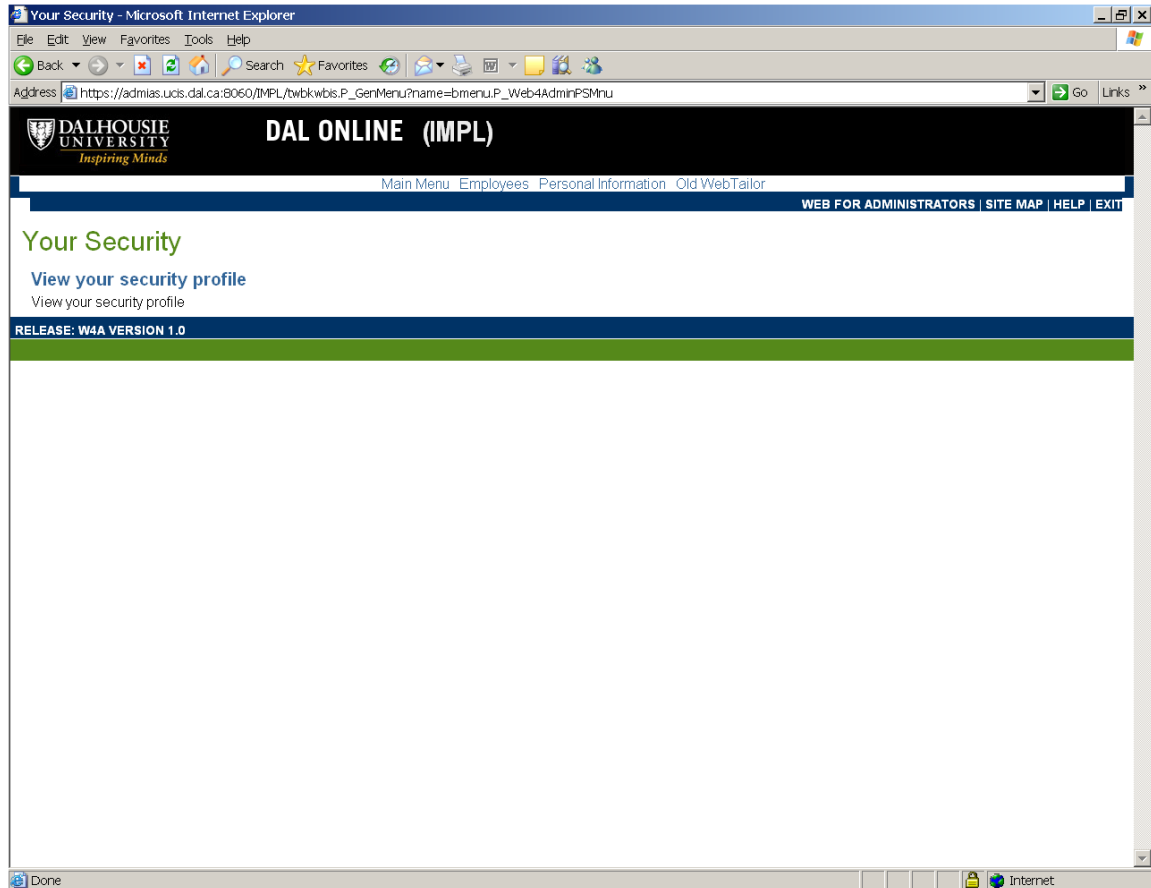 Your Security - Microsoft Internet Explorer
File Edit View Favorites Tools Help
Back Search Favorites
Address https://admias.ucis.dal.ca:8060/IMPL/twbkwbis.P_GenMenu?name=bmenu.P_Web4AdminPSMnu Go Links »
DALHOUSIE
UNIVERSITY
Inspiring Minds
DAL ONLINE (IMPL)
Main Menu Employees Personal Information Old WebTailor
WEB FOR ADMINISTRATORS | SITE MAP | HELP | EXIT
Your Security
View your security profile
View your security profile
RELEASE: W4A VERSION 1.0
Done Internet